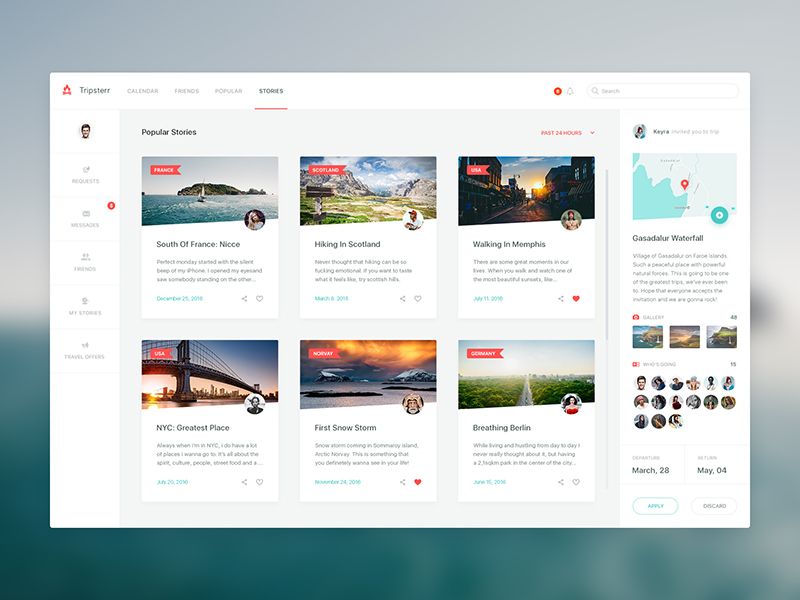 Tripsterr
CALENDAR
FRIENDS
POPULAR
STORIES
Search
REQUESTS
MESSAGES
FRIENDS
MY STORIES
TRAVEL OFFERS
Popular Stories
PAST 24 HOURS
FRANCE
South Of France: Nicce
Perfect monday started with the silent
beep of my iPhone. I opened my eyesand
saw somebody standing on the other...
December 25, 2016
SCOTLAND
Hiking In Scotland
Never thought that hiking can be so
fucking emotional. If you want to taste
what it feels like, try scottish hills.
March 8, 2016
USA
Walking In Memphis
There are some great moments in our
lives. When you walk and watch one of
the most beautiful sunsets, like...
July 11, 2016
USA
NYC: Greatest Place
Always when i'm in NYC, i do have a lot
of places i wanna go to. It's all about the
spirit, culture, people, street food and a ...
July 20, 2016
NORVAY
First Snow Storm
Snow storm coming in Sommaroy island,
Arctic Norvay. This is something that
you definetely wanna see in your life!
November 24, 2016
GERMANY
Breathing Berlin
While living and hustling from day to day I
never really thought about it, but having
a 2,1sqkm park in the center of the city...
June 15, 2016
Keyra invited you to trip
Gasadalur Waterfall
Village of Gasadalur on Faroe Islands.
Such a peaceful place with powerful
natural forces. This is going to be one
of the greatest trips, we've ever been
to. Hope that everyone accepts the
invitation and we are gonna rock!
GALLERY
48
WHO'S GOING
15
DEPARTURE
March, 28
RETURN
May, 04
APPLY
DISCARD